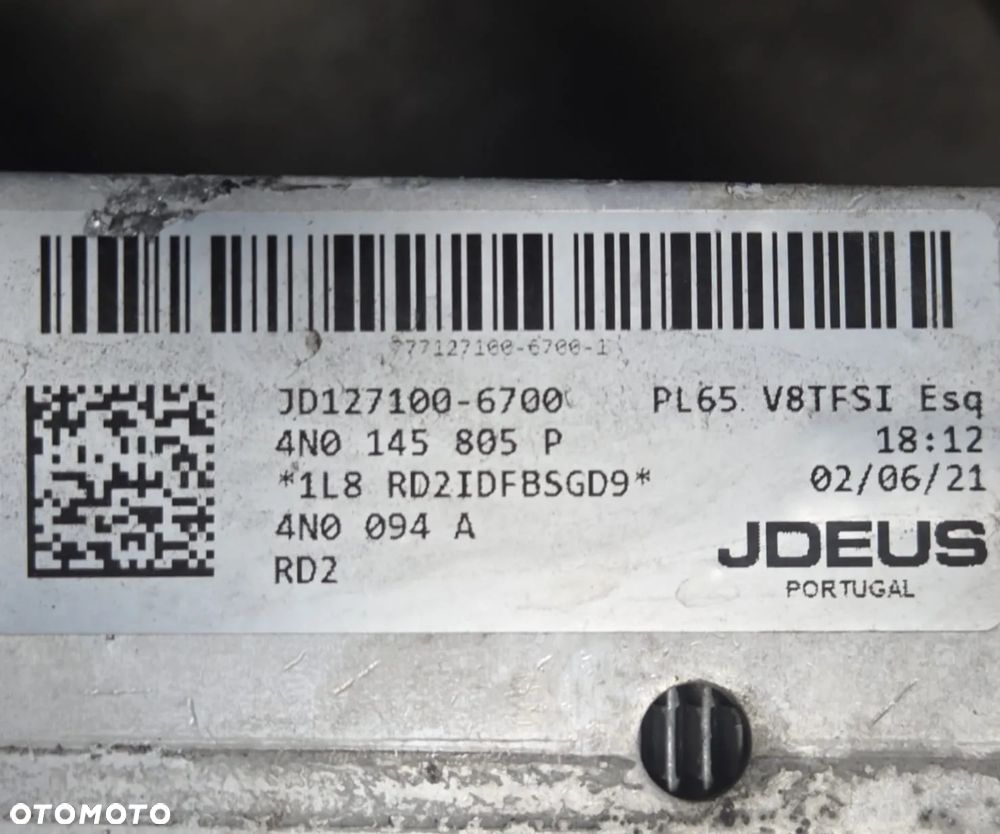 777127100-6700-1
JD127100-6700
4N0 145 805 P
*1L8 RD2IDFBSGD9*
4N0 094 A
RD2
PL65 V8TFSI Esq
18:12
02/06/21
JDEUS
PORTUGAL
OTOMOTO